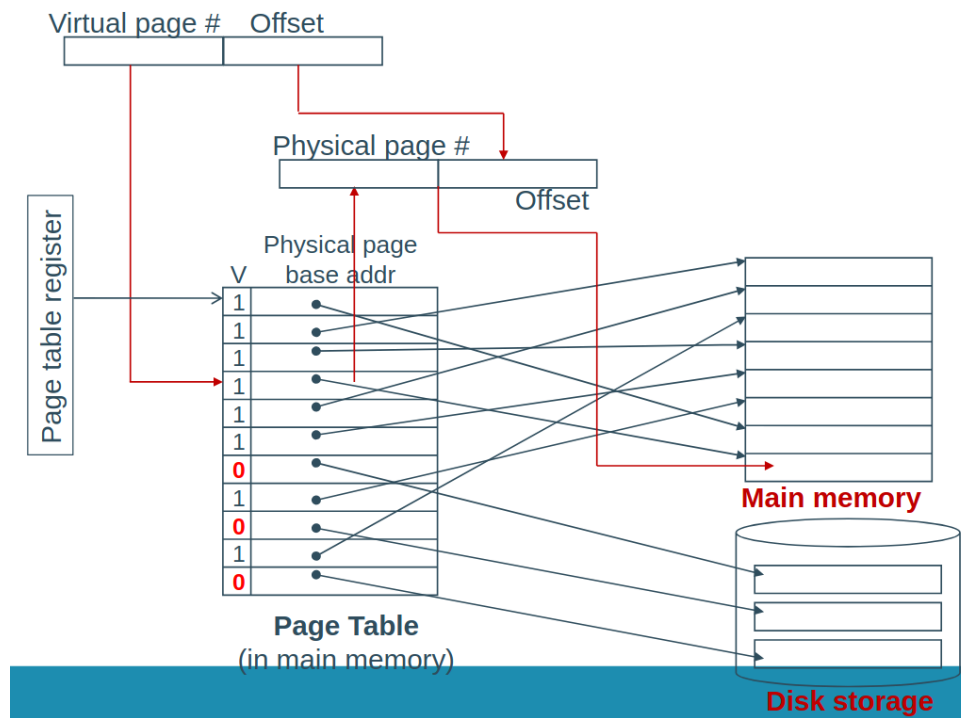 Virtual page # Offset
Physical page #
Offset
Page table register
Physical page
V base addr
1
1
1
1
1
1
0
1
0
1
0
Main memory
Page Table
(in main memory)
Disk storage